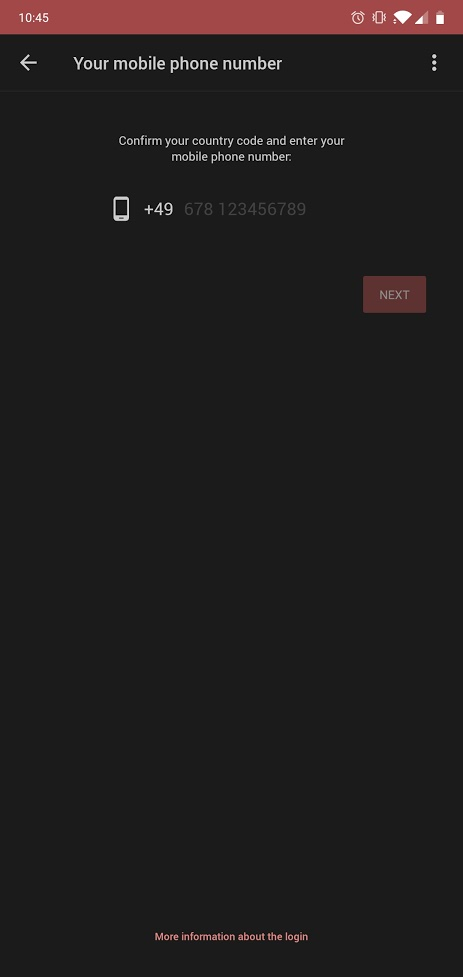 10:45
Your mobile phone number
Confirm your country code and enter your
mobile phone number:
+49 678 123456789
NEXT
More information about the login